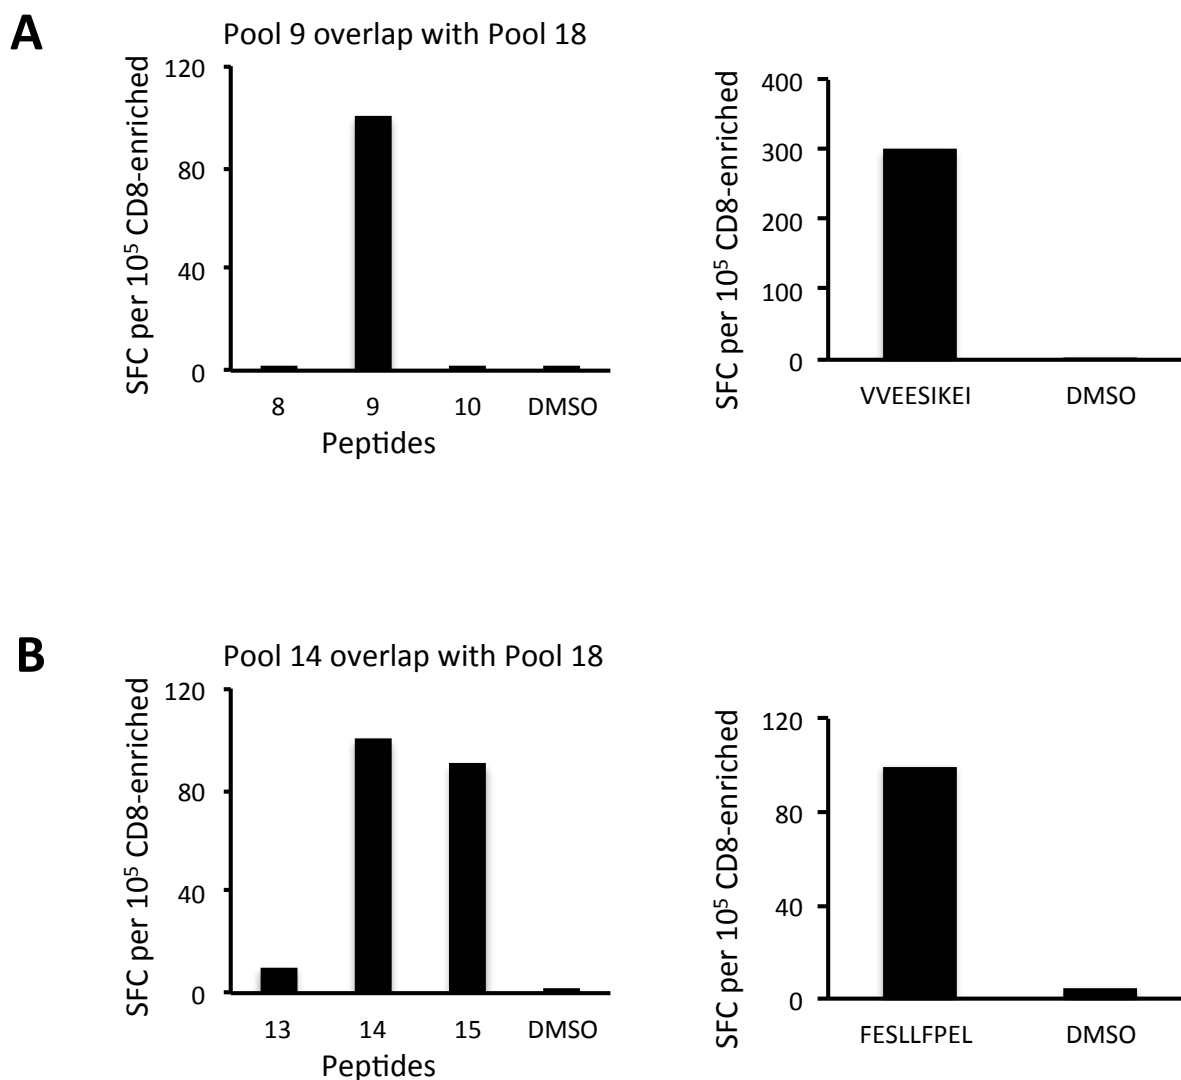 A
Pool 9 overlap with Pool 18
SFC per 10⁵ CD8-enriched
120
80
40
0
8 9 10 DMSO
Peptides
SFC per 10⁵ CD8-enriched
400
300
200
100
0
VVEESIKEI DMSO
B
Pool 14 overlap with Pool 18
SFC per 10⁵ CD8-enriched
120
80
40
0
13 14 15 DMSO
Peptides
SFC per 10⁵ CD8-enriched
120
80
40
0
FESLLFPEL DMSO